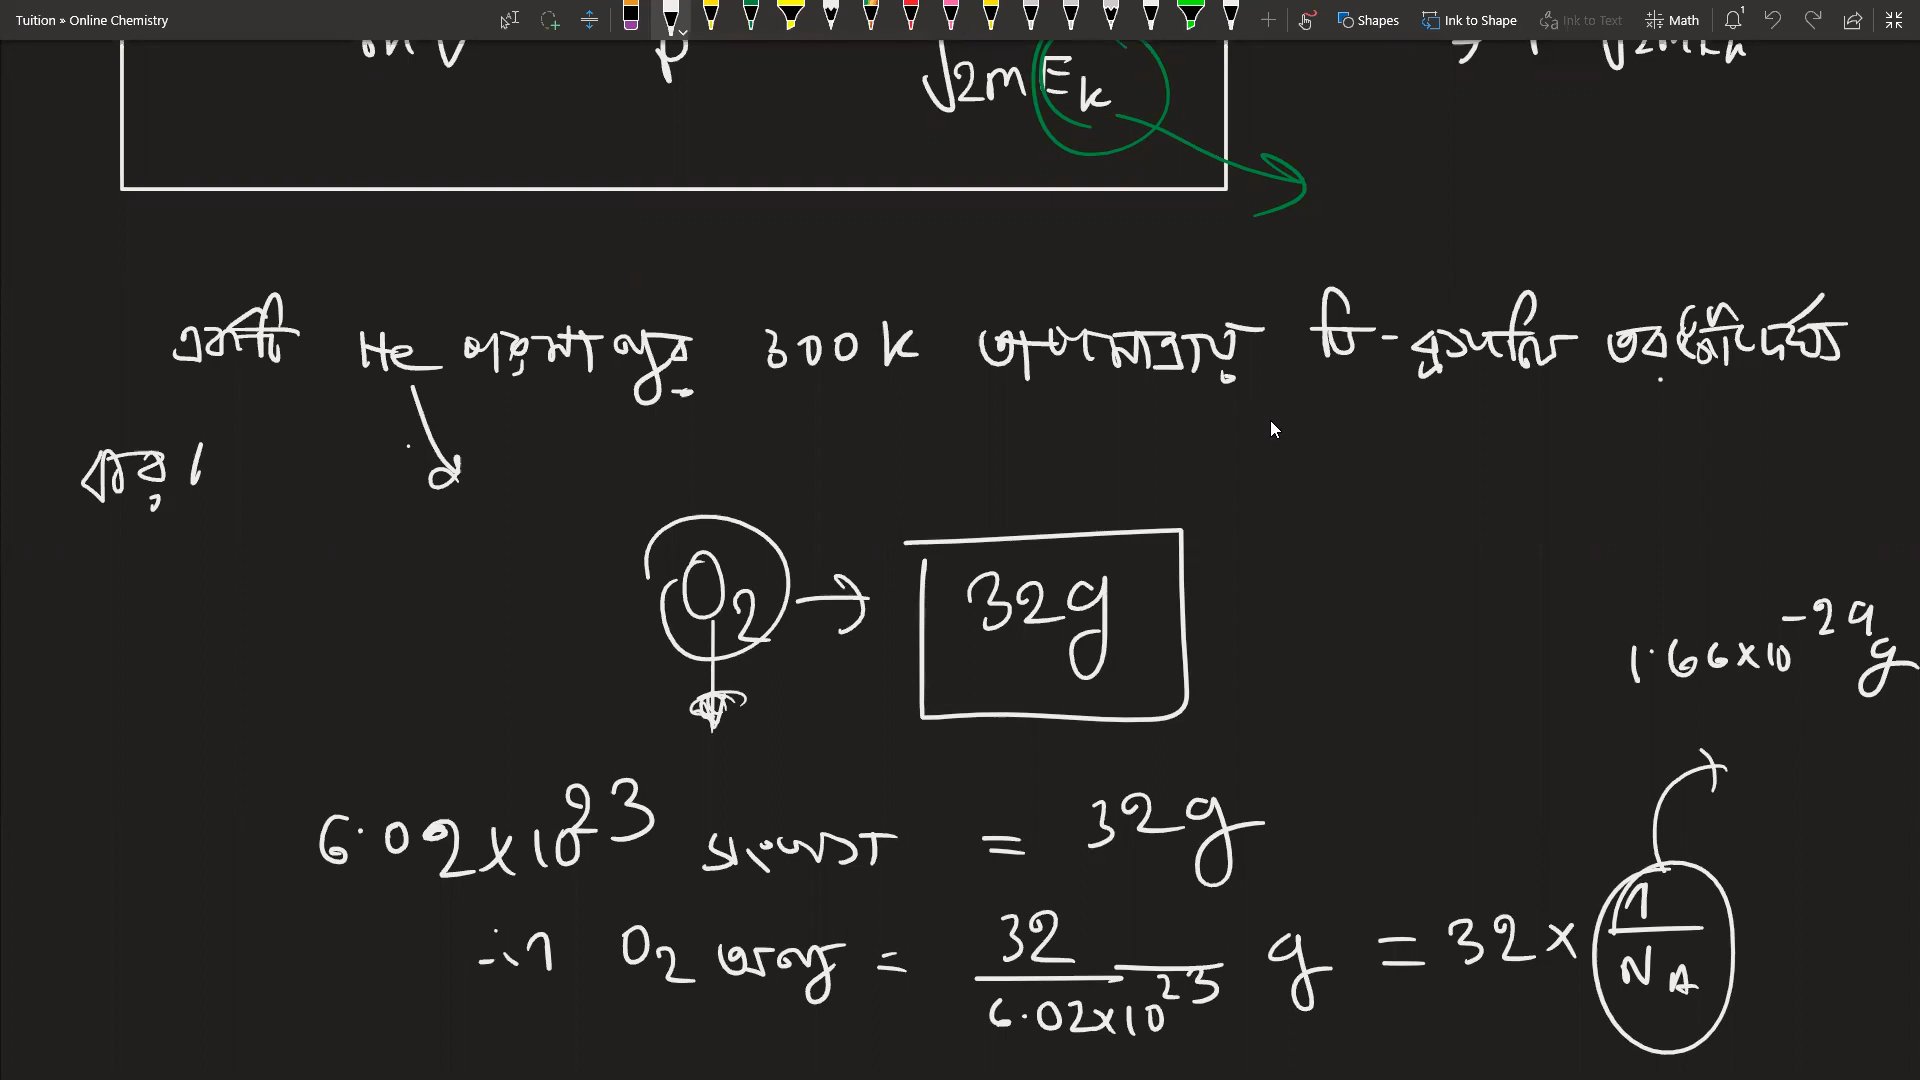 Tuition » Online Chemistry
Shapes Ink to Shape Ink to Text Math 1
mv p √2mEk
একটি He পরমাণুর 300 K তাপমাত্রায় ডি-ব্রগলি তরঙ্গদৈর্ঘ্য
কর।
O2 → 32g
1.66×10^-24 g
6.02×10^23 = 32g
∴ ১ O2 অণু = 32/(6.02×10^23) g = 32 × 1/NA